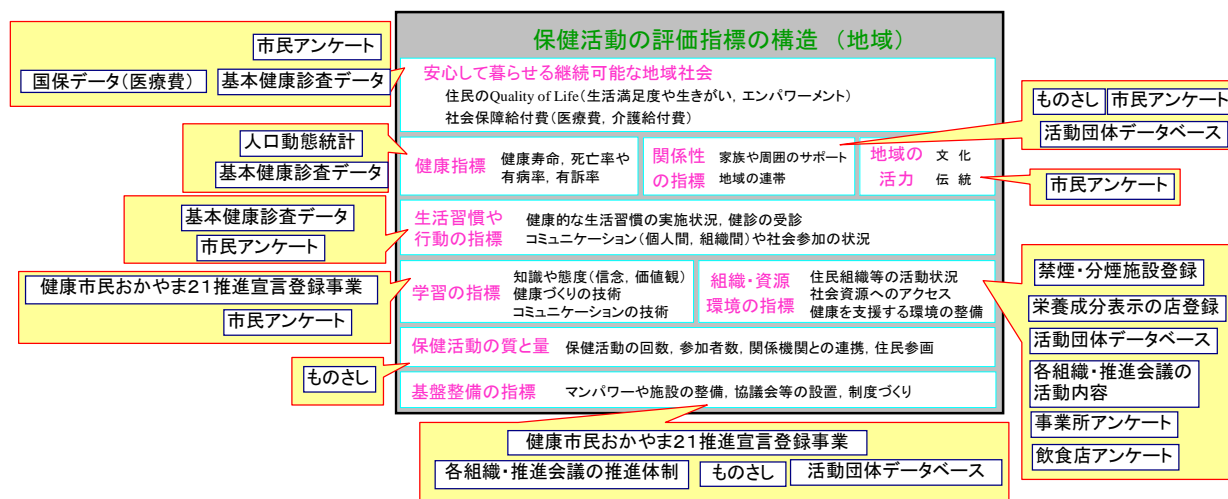 保健活動の評価指標の構造 (地域)
市民アンケート
国保データ(医療費)
基本健康診査データ
安心して暮らせる継続可能な地域社会
住民のQuality of Life(生活満足度や生きがい, エンパワーメント)
社会保障給付費(医療費, 介護給付費)
ものさし
市民アンケート
活動団体データベース
人口動態統計
基本健康診査データ
健康指標
健康寿命, 死亡率や
有病率, 有訴率
関係性
の指標
家族や周囲のサポート
地域の連帯
地域の
活力
文 化
伝 統
市民アンケート
基本健康診査データ
市民アンケート
生活習慣や
行動の指標
健康的な生活習慣の実施状況, 健診の受診
コミュニケーション(個人間, 組織間)や社会参加の状況
健康市民おかやま21推進宣言登録事業
市民アンケート
学習の指標
知識や態度(信念, 価値観)
健康づくりの技術
コミュニケーションの技術
組織・資源
環境の指標
住民組織等の活動状況
社会資源へのアクセス
健康を支援する環境の整備
禁煙・分煙施設登録
栄養成分表示の店登録
活動団体データベース
各組織・推進会議の
活動内容
事業所アンケート
飲食店アンケート
ものさし
保健活動の質と量
保健活動の回数, 参加者数, 関係機関との連携, 住民参画
基盤整備の指標
マンパワーや施設の整備, 協議会等の設置, 制度づくり
健康市民おかやま21推進宣言登録事業
各組織・推進会議の推進体制
ものさし
活動団体データベース